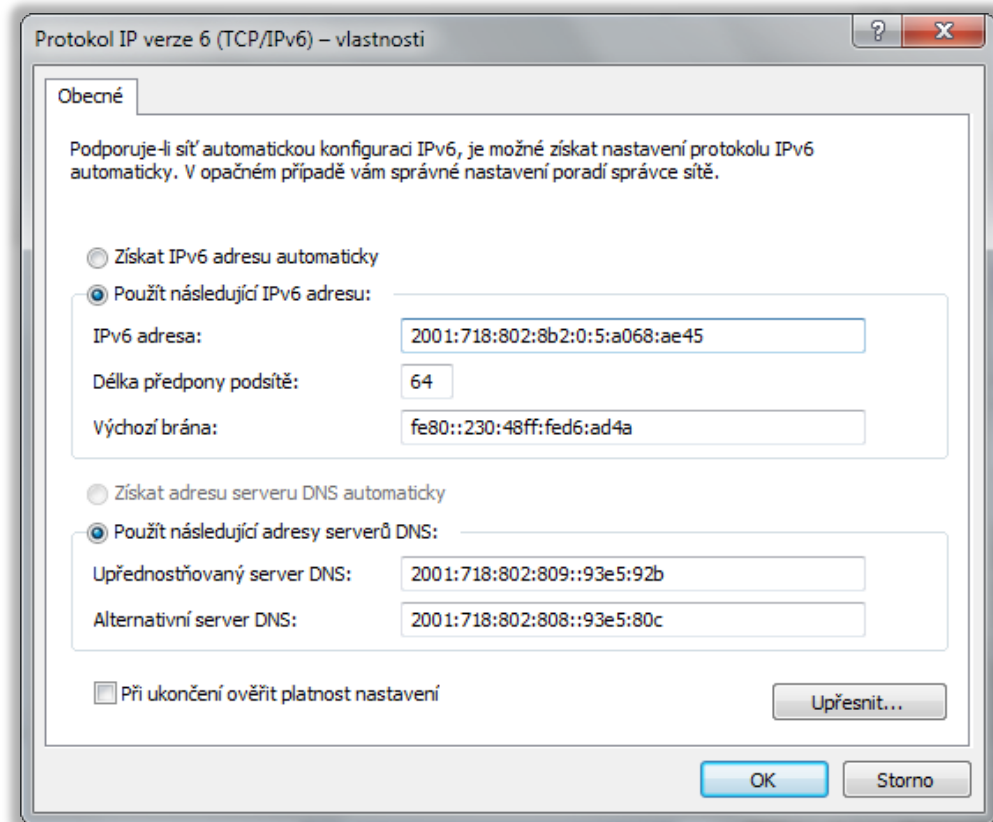 Protokol IP verze 6 (TCP/IPv6) – vlastnosti
?
Obecné
Podporuje-li síť automatickou konfiguraci IPv6, je možné získat nastavení protokolu IPv6
automaticky. V opačném případě vám správné nastavení poradí správce sítě.
Získat IPv6 adresu automaticky
Použít následující IPv6 adresu:
IPv6 adresa: 2001:718:802:8b2:0:5:a068:ae45
Délka předpony podsítě: 64
Výchozí brána: fe80::230:48ff:fed6:ad4a
Získat adresu serveru DNS automaticky
Použít následující adresy serverů DNS:
Upřednostňovaný server DNS: 2001:718:802:809::93e5:92b
Alternativní server DNS: 2001:718:802:808::93e5:80c
Při ukončení ověřit platnost nastavení
Upřesnit...
OK Storno